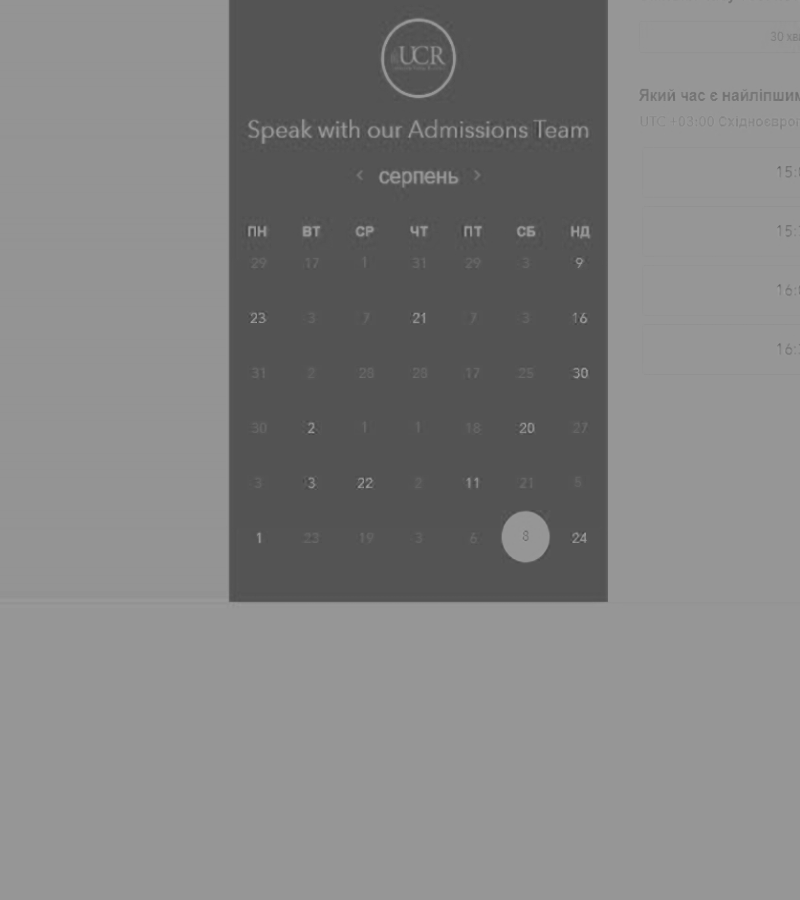 UCR
Speak with our Admissions Team
< серпень >
ПН ВТ СР ЧТ ПТ СБ НД
29 17 1 31 29 3 9
23 3 7 21 7 3 16
31 2 28 28 17 25 30
30 2 1 1 18 20 27
3 3 22 2 11 21 5
1 23 19 3 6 8 24
30 хв
Який час є найліпшим
UTC +03:00 Східноєвроп
15:
15:
16:
16: